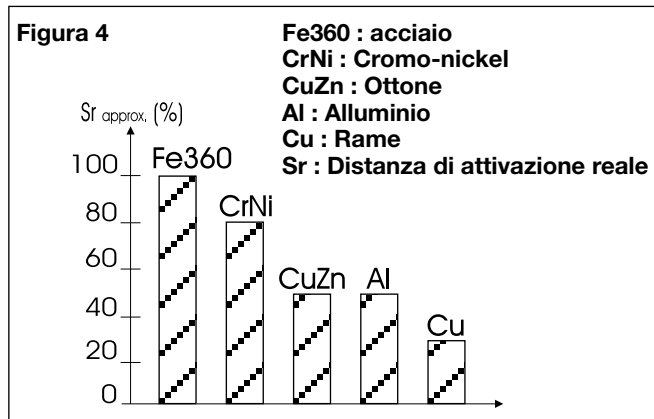 Figura 4
Fe360 : acciaio
CrNi : Cromo-nickel
CuZn : Ottone
Al : Alluminio
Cu : Rame
Sr : Distanza di attivazione reale
Sr approx. (%)
100
80
60
40
20
0
Fe360
CrNi
CuZn
Al
Cu